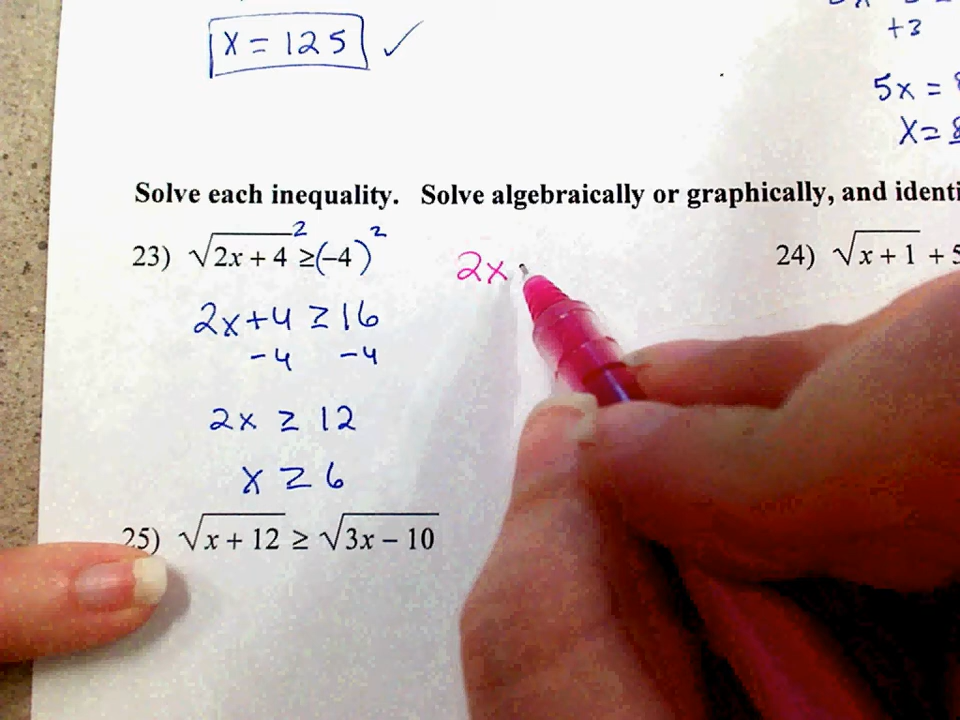 x = 125 ✓
+3
5x =
x =
Solve each inequality. Solve algebraically or graphically, and
23) √(2x + 4)² ≥ (-4)² 2x
2x+4 ≥ 16
-4 -4
2x ≥ 12
x ≥ 6
24) √(x + 1) + 5
25) √(x + 12) ≥ √(3x − 10)